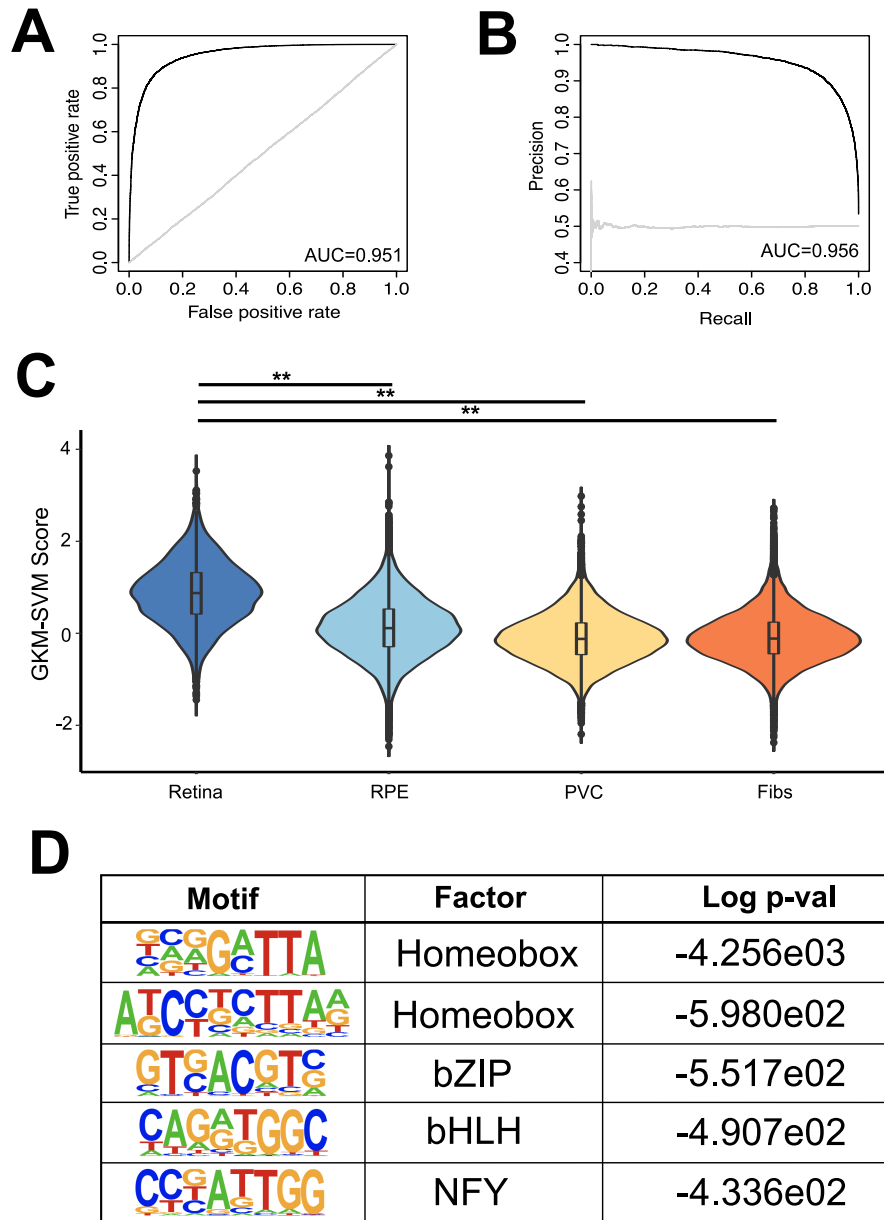 A
True positive rate
0.0 0.2 0.4 0.6 0.8 1.0
AUC=0.951
0.0 0.2 0.4 0.6 0.8 1.0
False positive rate
B
Precision
0.4 0.5 0.6 0.7 0.8 0.9 1.0
AUC=0.956
0.0 0.2 0.4 0.6 0.8 1.0
Recall
C
**
**
**
GKM-SVM Score
4
2
0
-2
Retina RPE PVC Fibs
D
Motif Factor Log p-val
Homeobox -4.256e03
Homeobox -5.980e02
bZIP -5.517e02
bHLH -4.907e02
NFY -4.336e02